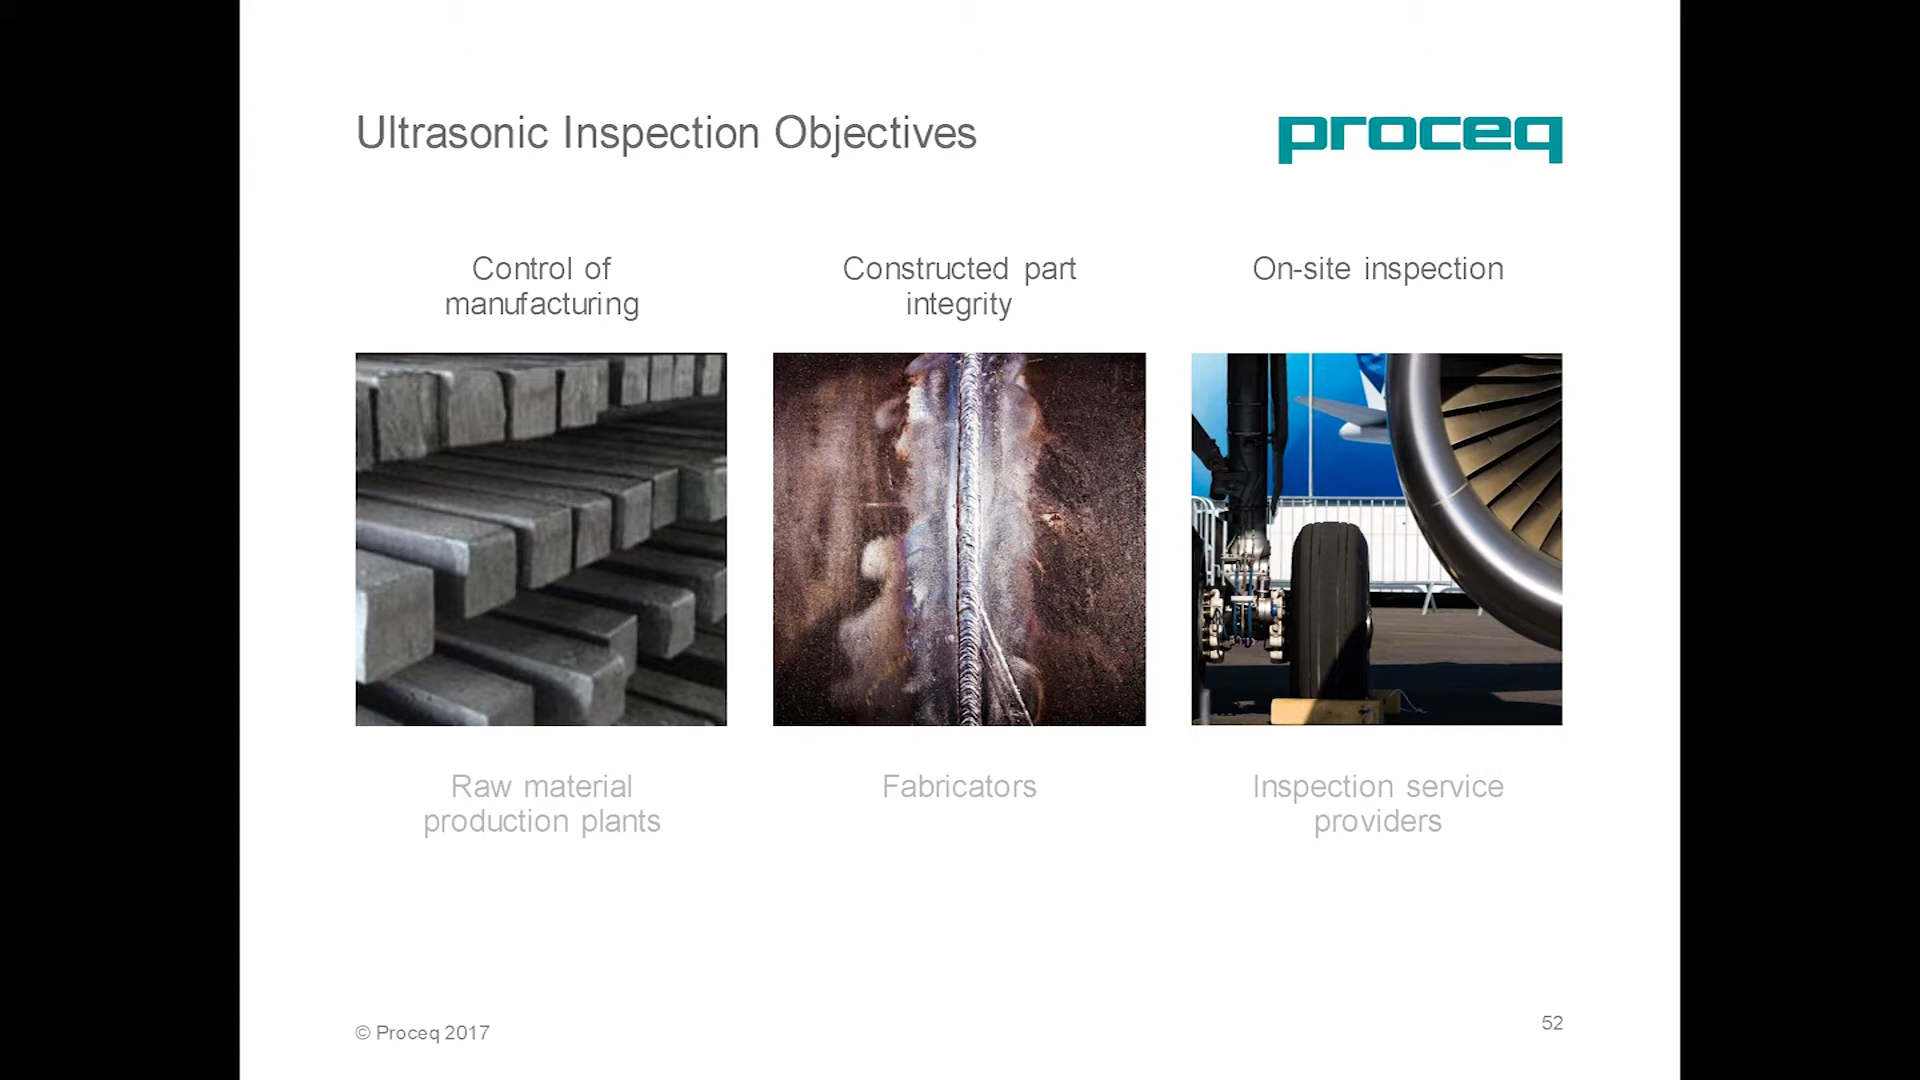 Ultrasonic Inspection Objectives
proceq
Control of
manufacturing
Constructed part
integrity
On-site inspection
Raw material
production plants
Fabricators
Inspection service
providers
© Proceq 2017
52